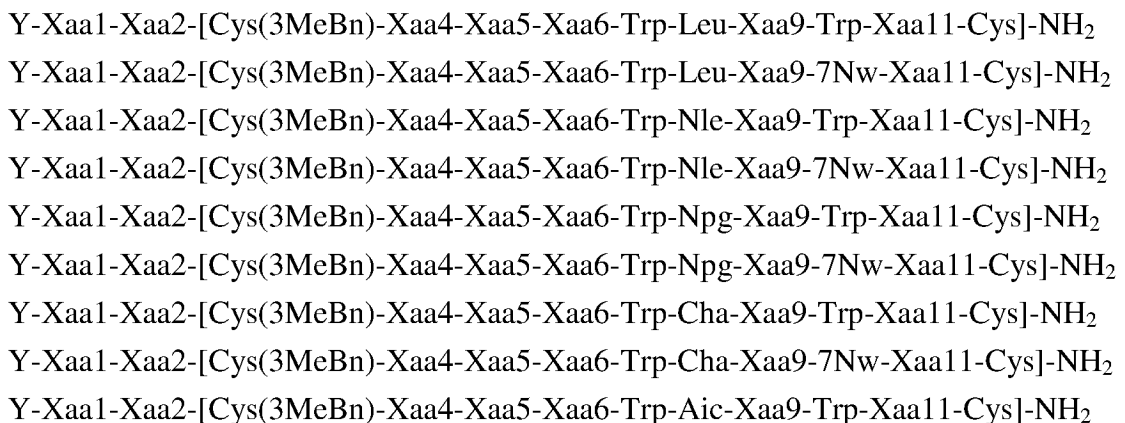 Y-Xaa1-Xaa2-[Cys(3MeBn)-Xaa4-Xaa5-Xaa6-Trp-Leu-Xaa9-Trp-Xaa11-Cys]-NH₂
Y-Xaa1-Xaa2-[Cys(3MeBn)-Xaa4-Xaa5-Xaa6-Trp-Leu-Xaa9-7Nw-Xaa11-Cys]-NH₂
Y-Xaa1-Xaa2-[Cys(3MeBn)-Xaa4-Xaa5-Xaa6-Trp-Nle-Xaa9-Trp-Xaa11-Cys]-NH₂
Y-Xaa1-Xaa2-[Cys(3MeBn)-Xaa4-Xaa5-Xaa6-Trp-Nle-Xaa9-7Nw-Xaa11-Cys]-NH₂
Y-Xaa1-Xaa2-[Cys(3MeBn)-Xaa4-Xaa5-Xaa6-Trp-Npg-Xaa9-Trp-Xaa11-Cys]-NH₂
Y-Xaa1-Xaa2-[Cys(3MeBn)-Xaa4-Xaa5-Xaa6-Trp-Npg-Xaa9-7Nw-Xaa11-Cys]-NH₂
Y-Xaa1-Xaa2-[Cys(3MeBn)-Xaa4-Xaa5-Xaa6-Trp-Cha-Xaa9-Trp-Xaa11-Cys]-NH₂
Y-Xaa1-Xaa2-[Cys(3MeBn)-Xaa4-Xaa5-Xaa6-Trp-Cha-Xaa9-7Nw-Xaa11-Cys]-NH₂
Y-Xaa1-Xaa2-[Cys(3MeBn)-Xaa4-Xaa5-Xaa6-Trp-Aic-Xaa9-Trp-Xaa11-Cys]-NH₂